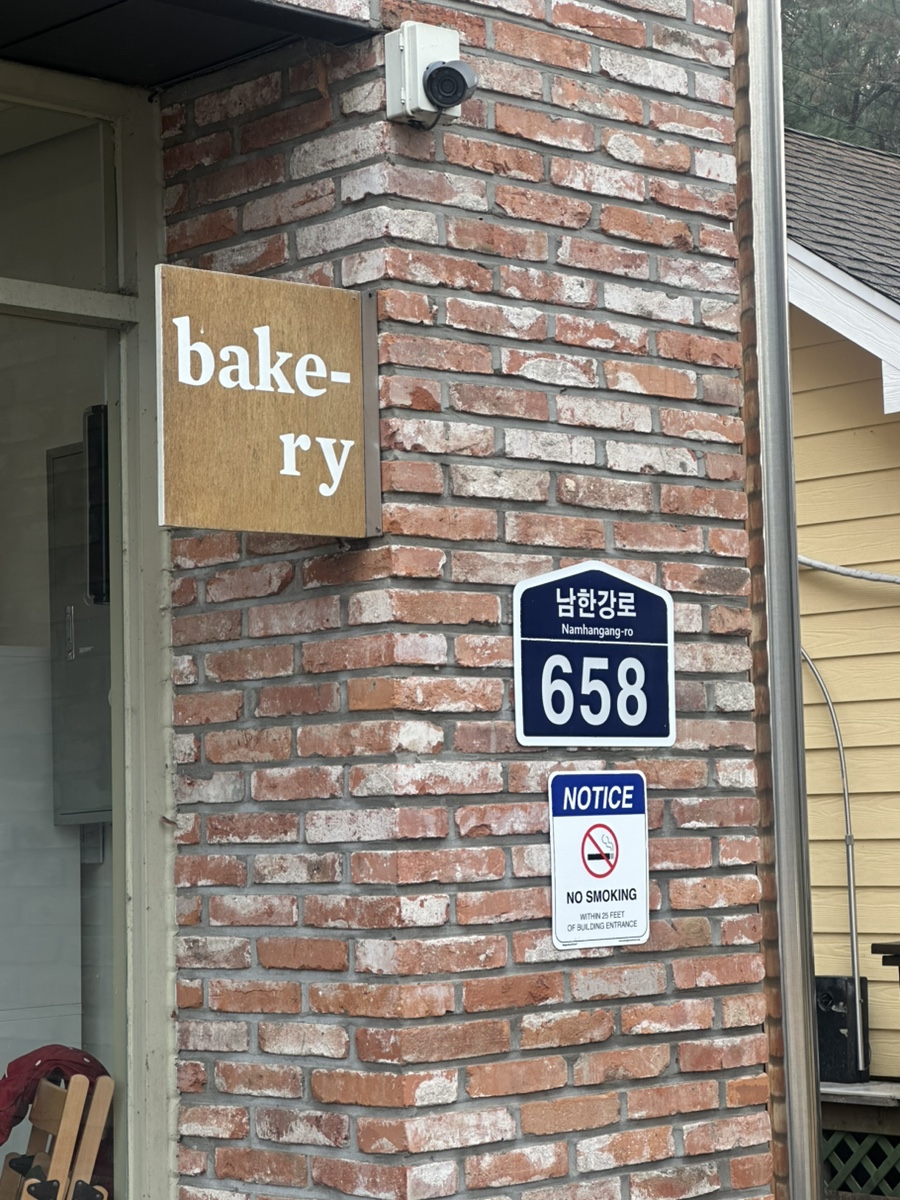 bake-
ry
남한강로
Namhangang-ro
658
NOTICE
NO SMOKING
WITHIN 25 FEET
OF BUILDING ENTRANCE